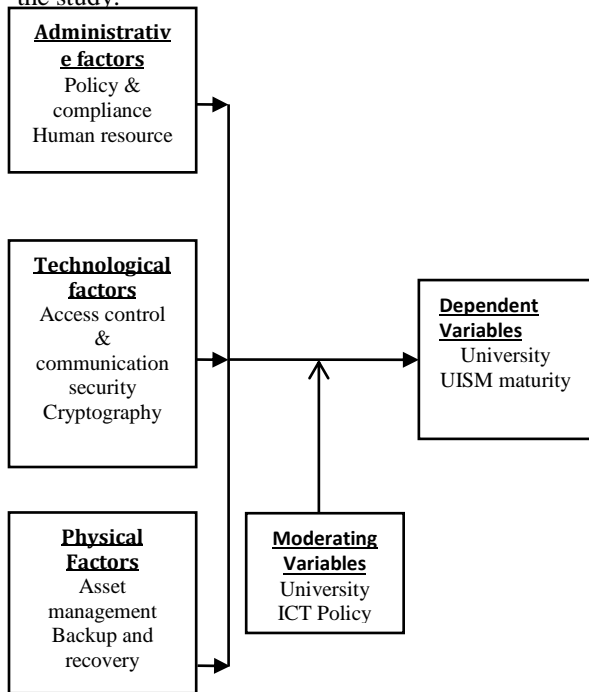 the study.
Administrativ
e factors
Policy &
compliance
Human resource
Technological
factors
Access control
&
communication
security
Cryptography
Dependent
Variables
University
UISM maturity
Physical
Factors
Asset
management
Backup and
recovery
Moderating
Variables
University
ICT Policy